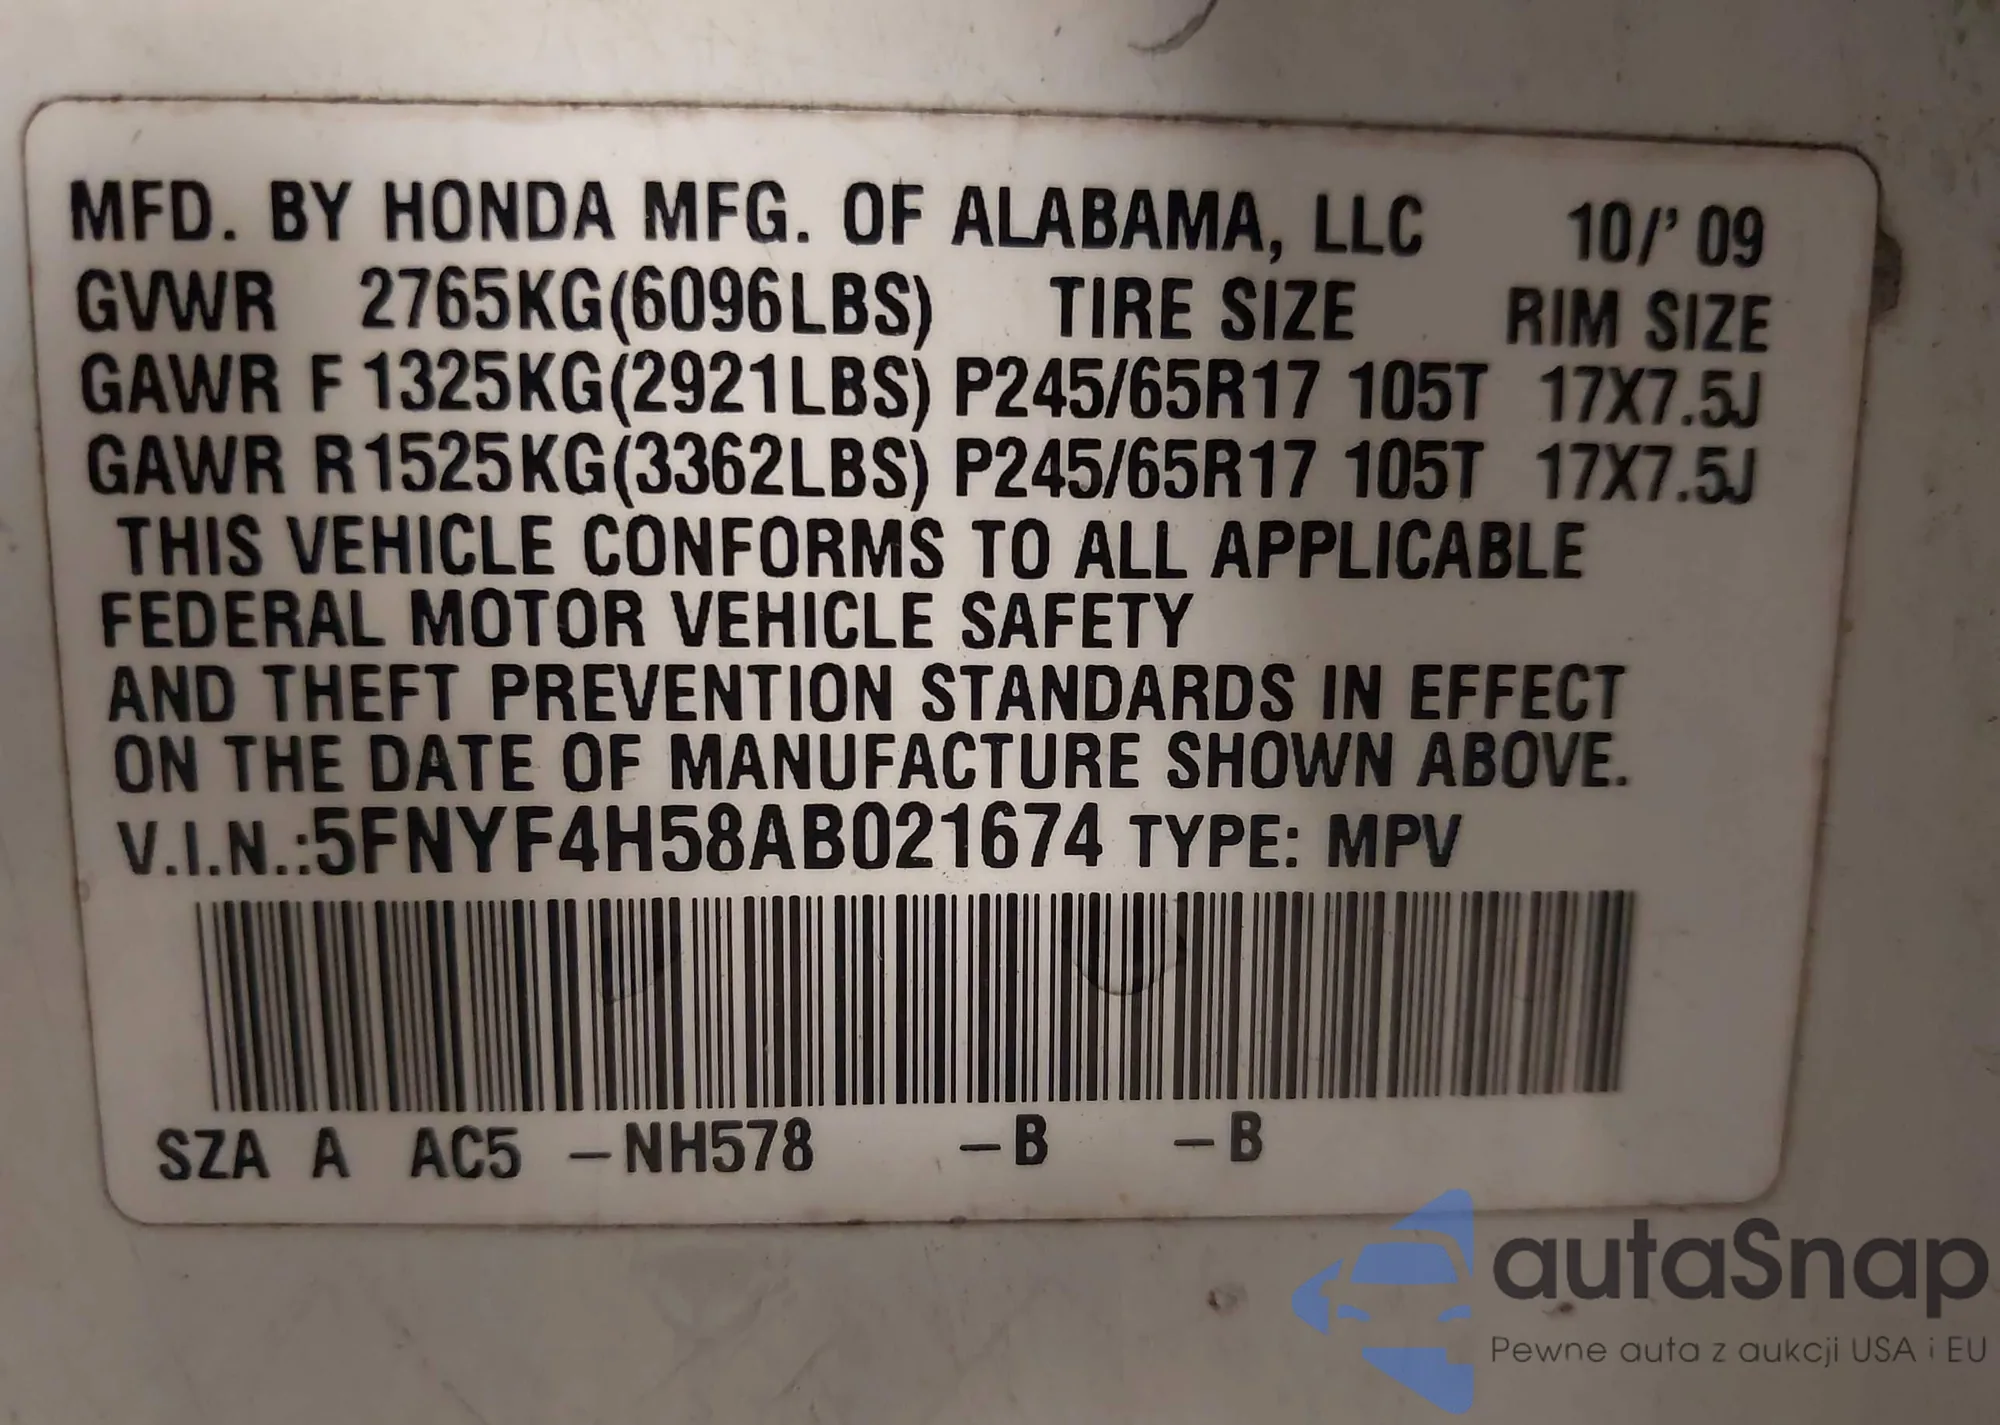 MFD. BY HONDA MFG. OF ALABAMA, LLC 10/' 09
GVWR 2765KG(6096LBS) TIRE SIZE RIM SIZE
GAWR F 1325KG(2921LBS) P245/65R17 105T 17X7.5J
GAWR R 1525KG(3362LBS) P245/65R17 105T 17X7.5J
THIS VEHICLE CONFORMS TO ALL APPLICABLE
FEDERAL MOTOR VEHICLE SAFETY
AND THEFT PREVENTION STANDARDS IN EFFECT
ON THE DATE OF MANUFACTURE SHOWN ABOVE.
V.I.N.:5FNYF4H58AB021674 TYPE: MPV
SZA A AC5 –NH578 –B –B
autaSnap
Pewne auta z aukcji USA i EU